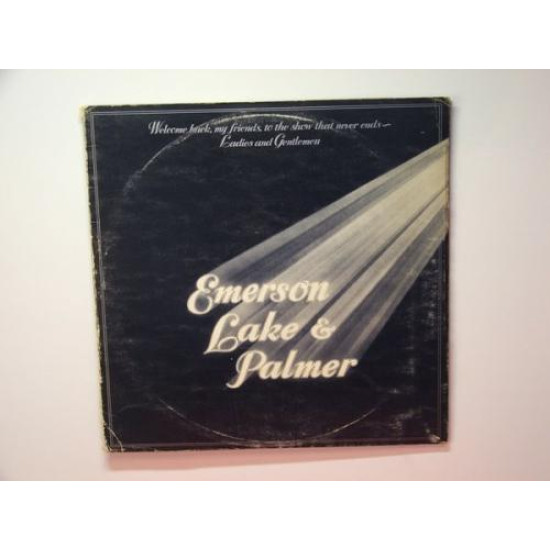 Welcome back, my friends, to the show that never ends~
Ladies and Gentlemen
Emerson
Lake &
Palmer